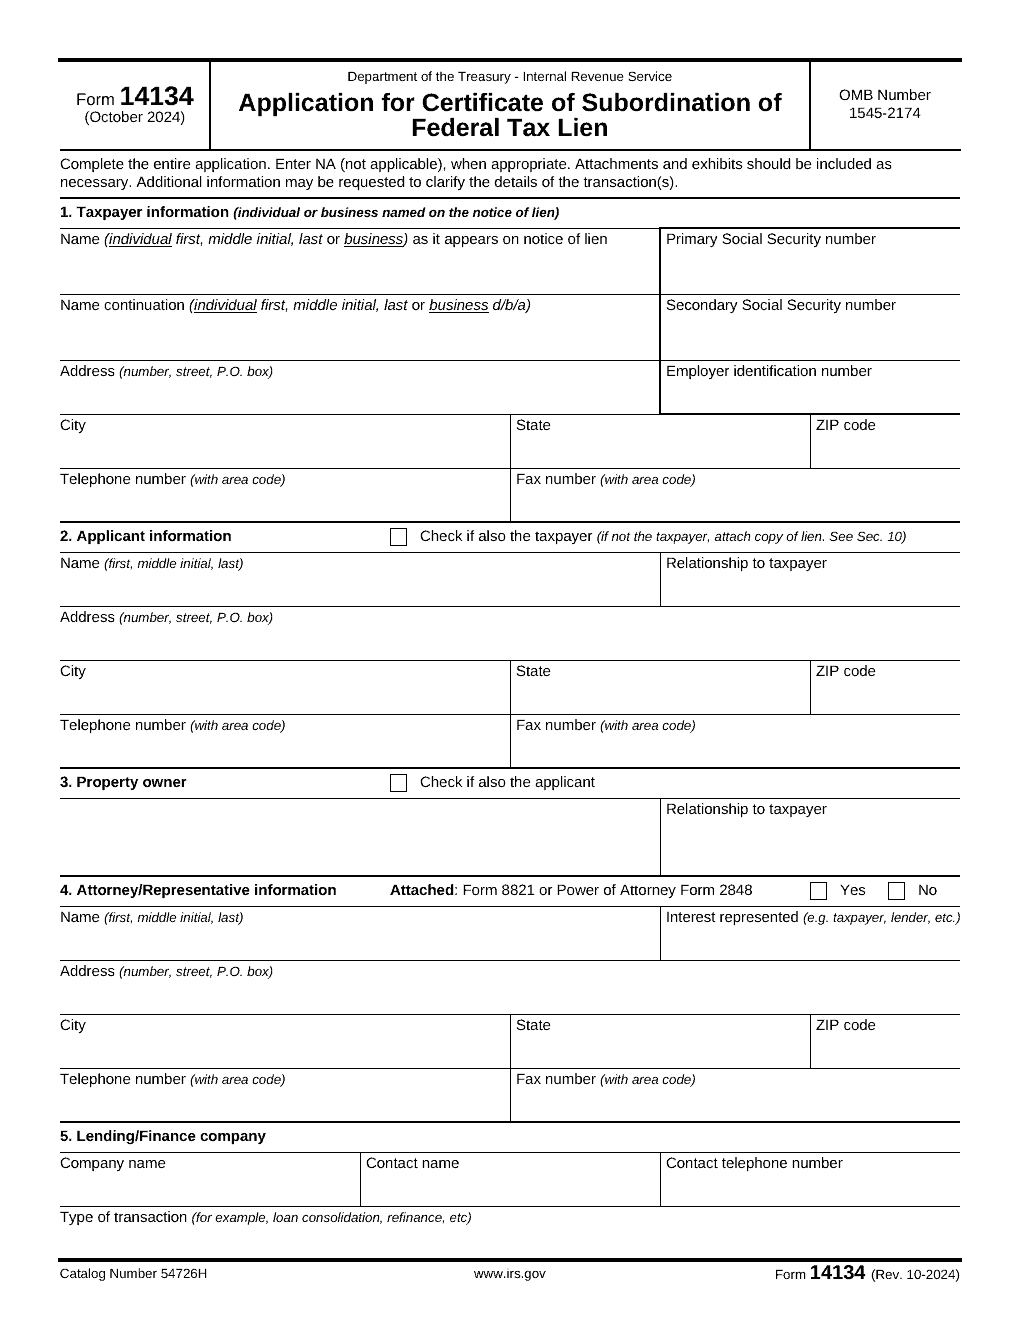 Form 14134
(October 2024)
Department of the Treasury - Internal Revenue Service
Application for Certificate of Subordination of
Federal Tax Lien
OMB Number
1545-2174
Complete the entire application. Enter NA (not applicable), when appropriate. Attachments and exhibits should be included as
necessary. Additional information may be requested to clarify the details of the transaction(s).
1. Taxpayer information (individual or business named on the notice of lien)
Name (individual first, middle initial, last or business) as it appears on notice of lien
Primary Social Security number
Name continuation (individual first, middle initial, last or business d/b/a)
Secondary Social Security number
Address (number, street, P.O. box)
Employer identification number
City
State
ZIP code
Telephone number (with area code)
Fax number (with area code)
2. Applicant information
Check if also the taxpayer (if not the taxpayer, attach copy of lien. See Sec. 10)
Name (first, middle initial, last)
Relationship to taxpayer
Address (number, street, P.O. box)
City
State
ZIP code
Telephone number (with area code)
Fax number (with area code)
3. Property owner
Check if also the applicant
Relationship to taxpayer
4. Attorney/Representative information
Attached: Form 8821 or Power of Attorney Form 2848
Yes
No
Name (first, middle initial, last)
Interest represented (e.g. taxpayer, lender, etc.)
Address (number, street, P.O. box)
City
State
ZIP code
Telephone number (with area code)
Fax number (with area code)
5. Lending/Finance company
Company name
Contact name
Contact telephone number
Type of transaction (for example, loan consolidation, refinance, etc)
Catalog Number 54726H
www.irs.gov
Form 14134 (Rev. 10-2024)